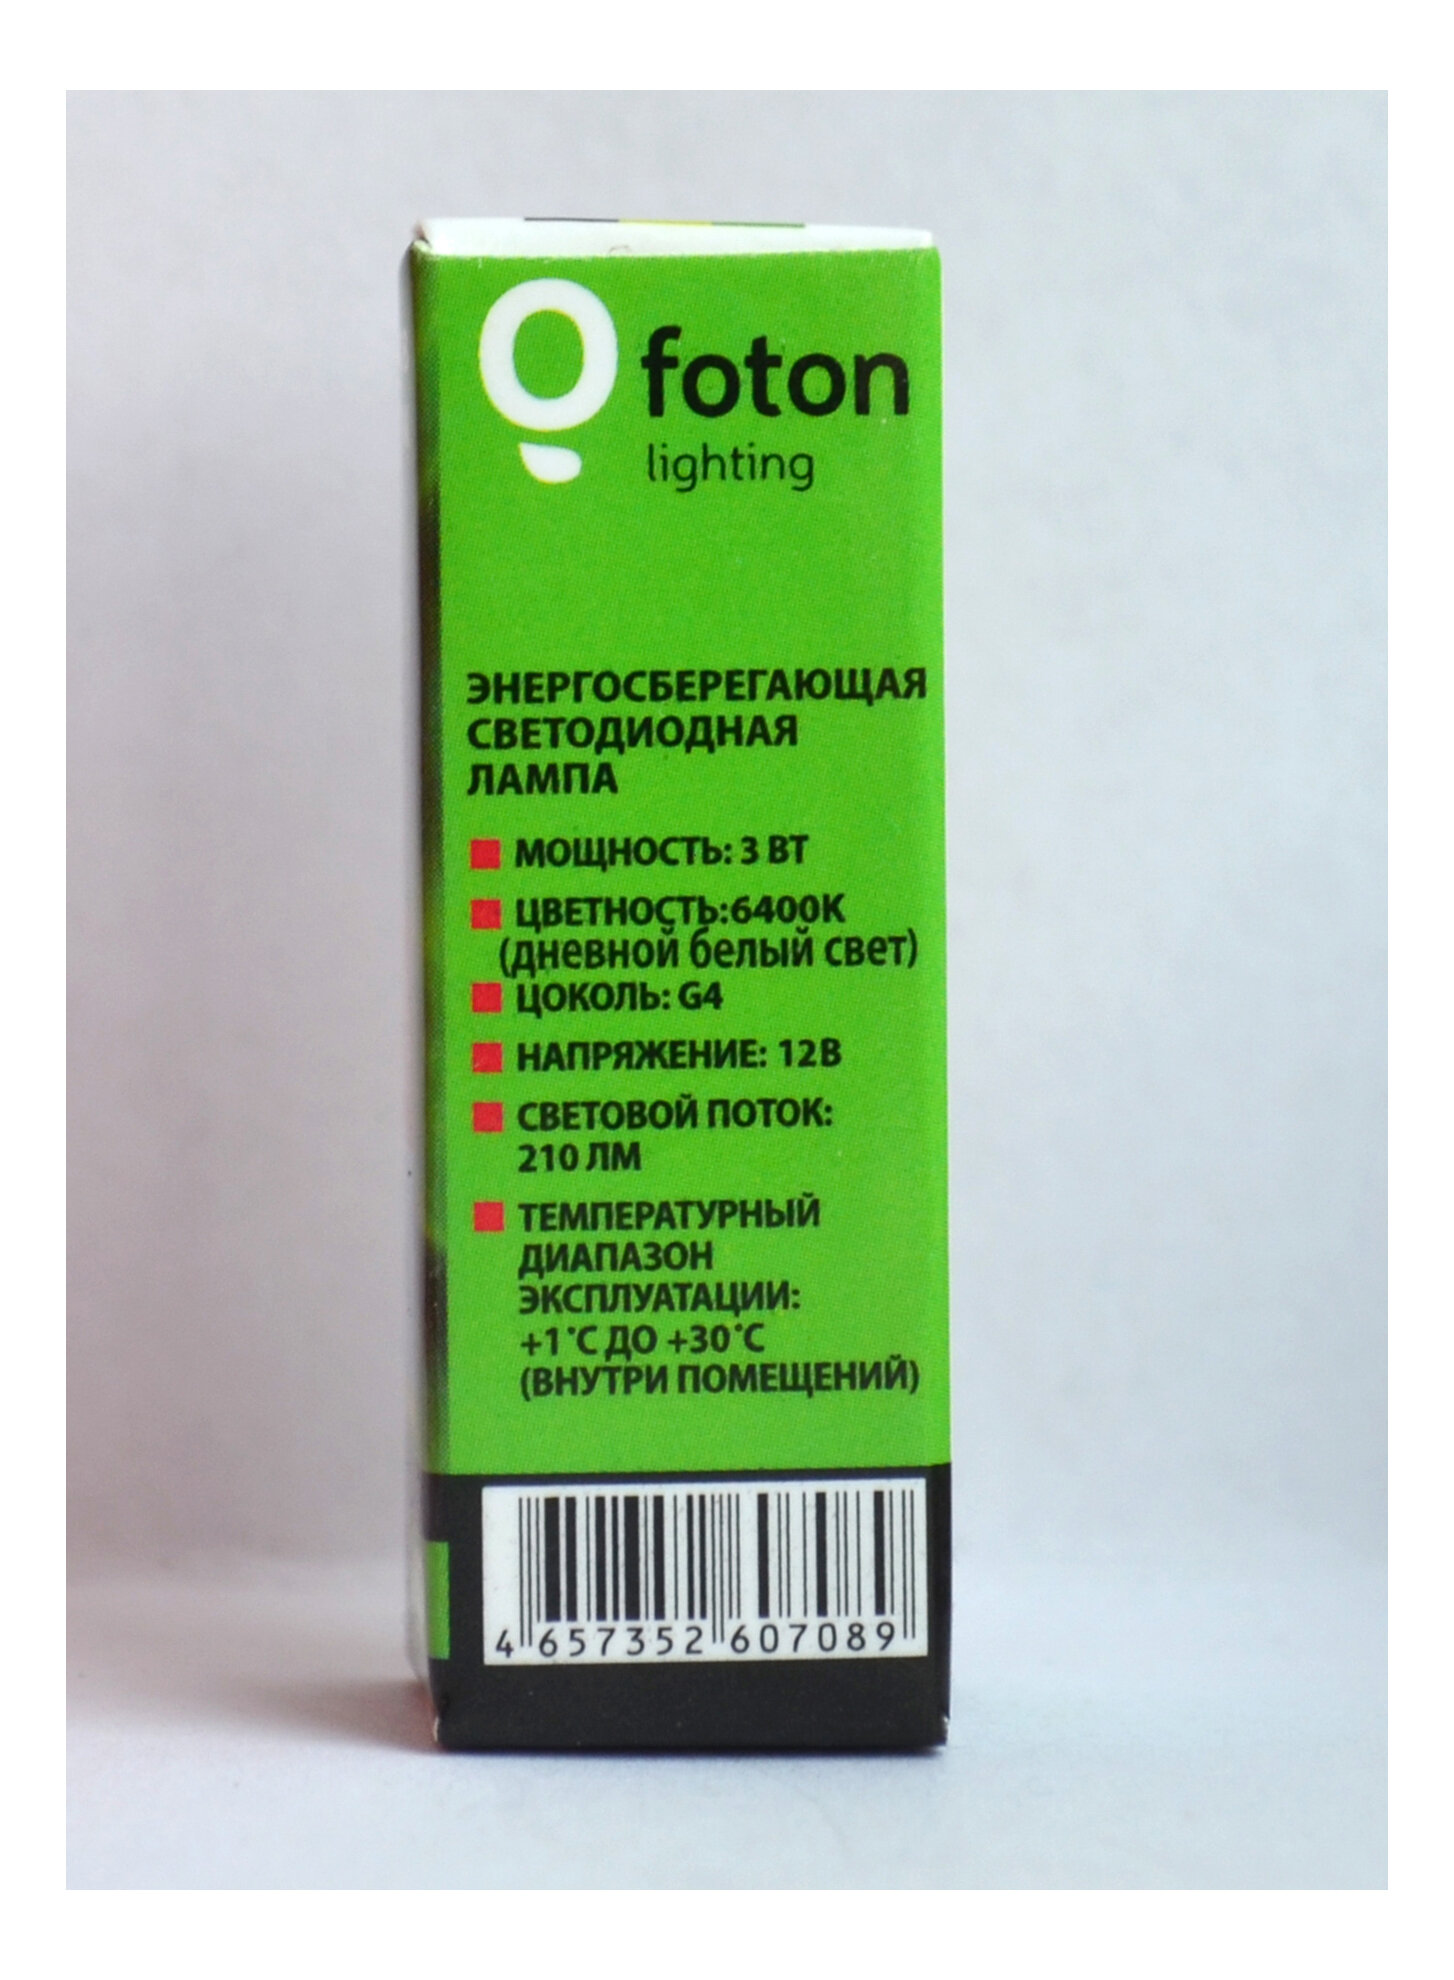 foton
lighting
ЭНЕРГОСБЕРЕГАЮЩАЯ
СВЕТОДИОДНАЯ
ЛАМПА
МОЩНОСТЬ: 3 ВТ
ЦВЕТНОСТЬ:6400К
(дневной белый свет)
ЦОКОЛЬ: G4
НАПРЯЖЕНИЕ: 12В
СВЕТОВОЙ ПОТОК:
210 ЛМ
ТЕМПЕРАТУРНЫЙ
ДИАПАЗОН
ЭКСПЛУАТАЦИИ:
+1°С ДО +30°С
(ВНУТРИ ПОМЕЩЕНИЙ)
4 657352 607089